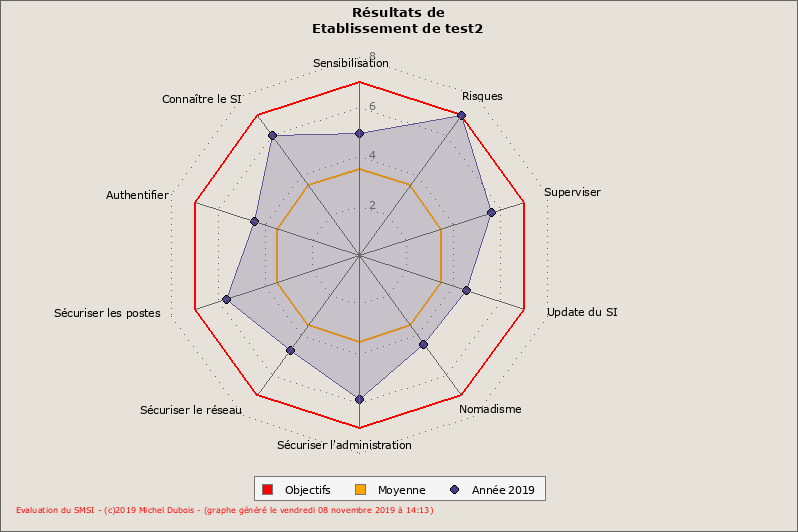 Résultats de
Etablissement de test2
8
Sensibilisation
Connaître le SI
Risques
6
4
Authentifier
Superviser
2
Sécuriser les postes
Update du SI
Sécuriser le réseau
Nomadisme
Sécuriser l'administration
Objectifs
Moyenne
Année 2019
Evaluation du SMSI - (c)2019 Michel Dubois - (graphe généré le vendredi 08 novembre 2019 à 14:13)